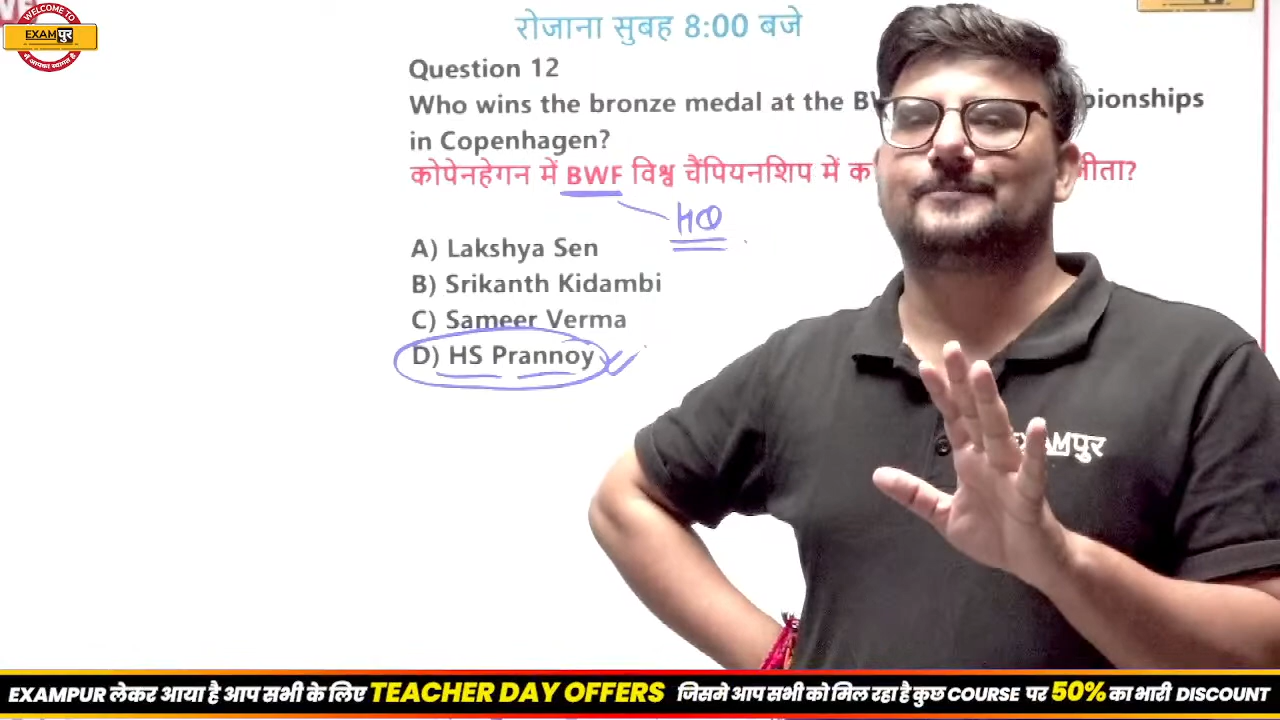 WELCOME TO
EXAMपुर
में आपका स्वागत है
रोजाना सुबह 8:00 बजे
Question 12
Who wins the bronze medal at the
in Copenhagen?
कोपेनहेगन में BWF विश्व चैंपियनशिप में
HQ
A) Lakshya Sen
B) Srikanth Kidambi
C) Sameer Verma
D) HS Prannoy
EXAMपुर
EXAMPUR लेकर आया है आप सभी के लिए TEACHER DAY OFFERS जिसमे आप सभी को मिल रहा है कुछ COURSE पर 50% का भारी DISCOUNT